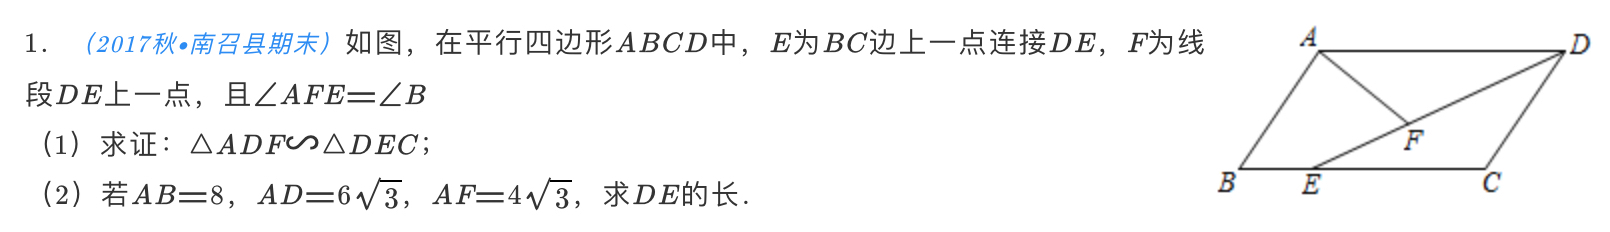 1. （2017秋•南召县期末）如图，在平行四边形ABCD中，E为BC边上一点连接DE，F为线
段DE上一点，且∠AFE=∠B
（1）求证：△ADF∽△DEC；
（2）若AB=8，AD=6√3，AF=4√3，求DE的长．
A
D
F
B
E
C